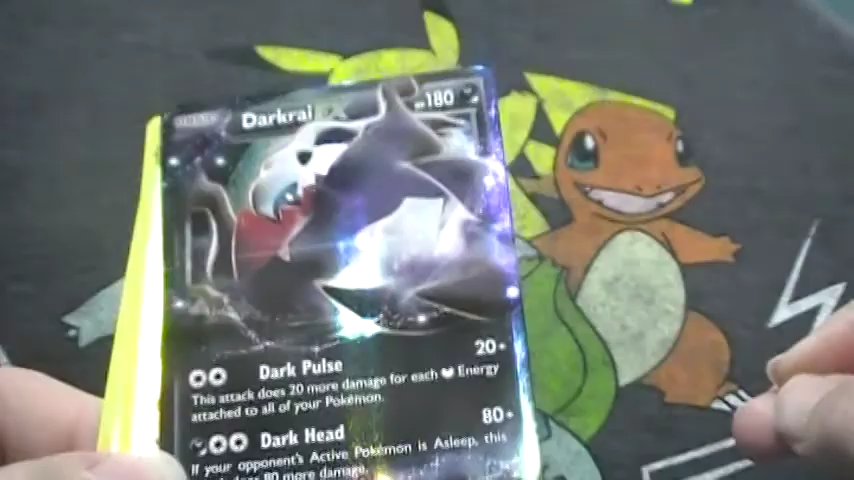 Darkrai HP180
Dark Pulse 20+
This attack does 20 more damage for each Energy
attached to all of your Pokémon.
Dark Head 80+
If your opponent's Active Pokémon is Asleep, this
does 80 more damage.